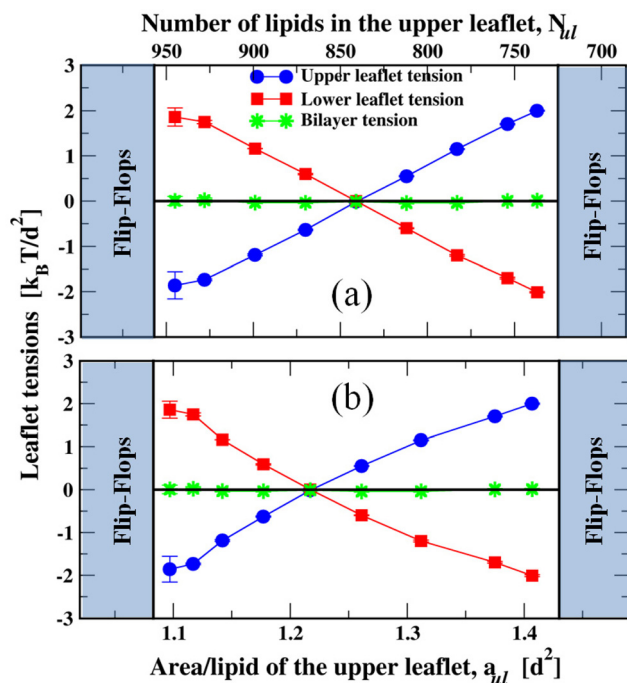 Number of lipids in the upper leaflet, N_ul
950 900 850 800 750 700
3
2
1
0
-1
-2
-3
Upper leaflet tension
Lower leaflet tension
Bilayer tension
Flip-Flops
Flip-Flops
(a)
Leaflet tensions [k_B T/d²]
3
2
1
0
-1
-2
-3
Flip-Flops
Flip-Flops
(b)
1.1 1.2 1.3 1.4
Area/lipid of the upper leaflet, a_ul [d²]